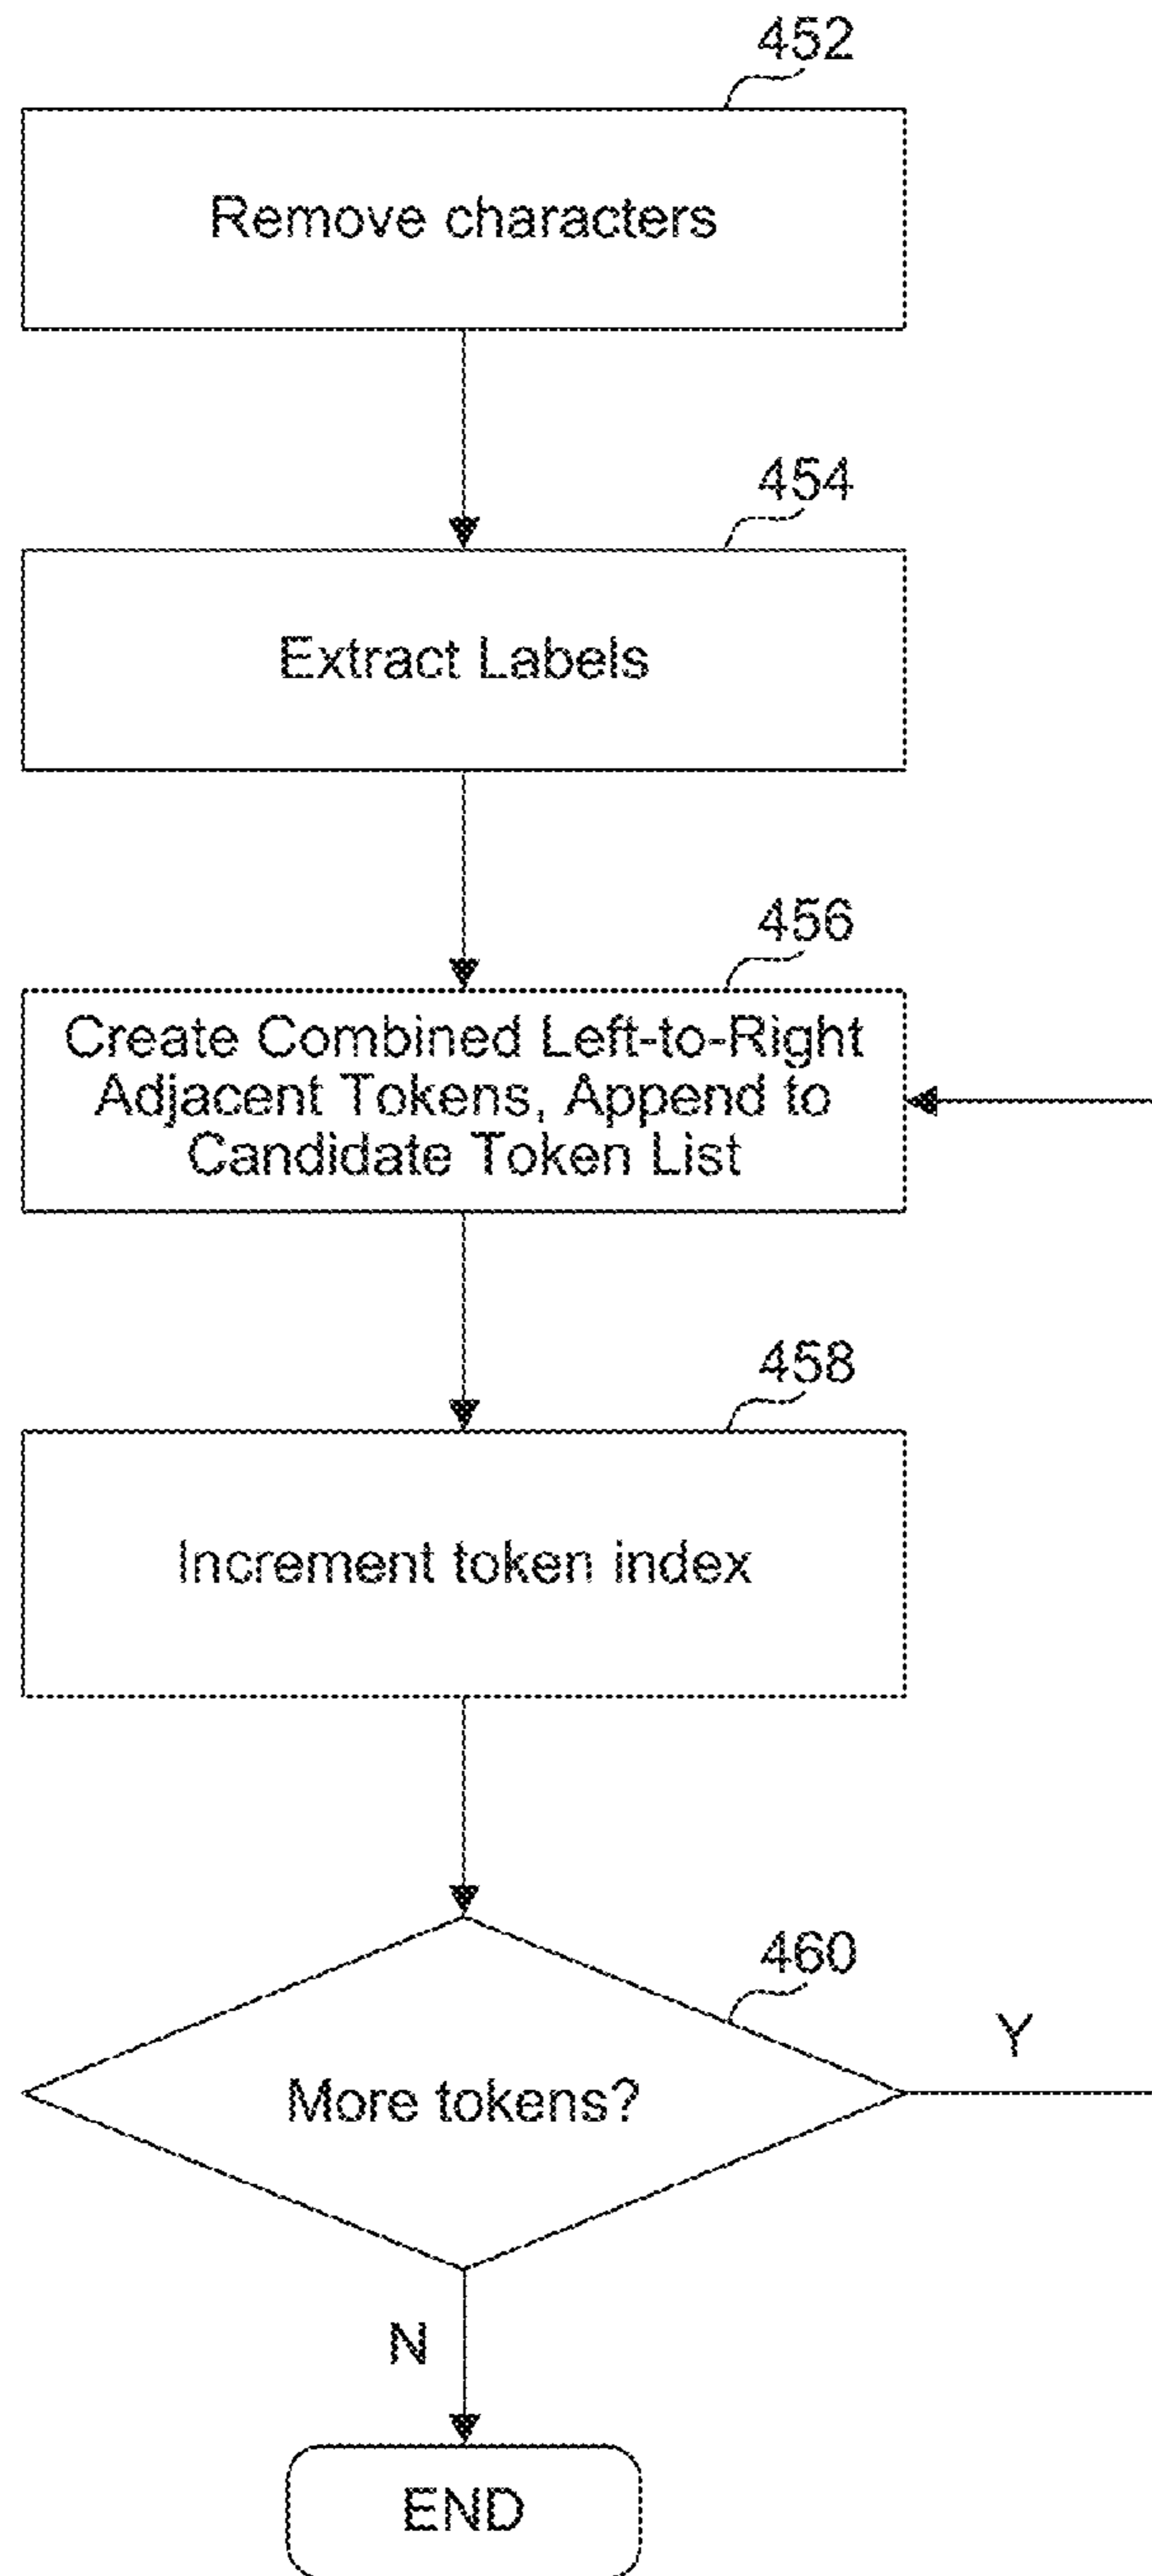 452
Remove characters
454
Extract Labels
456
Create Combined Left-to-Right
Adjacent Tokens, Append to
Candidate Token List
458
Increment token index
460
More tokens?
Y
N
END